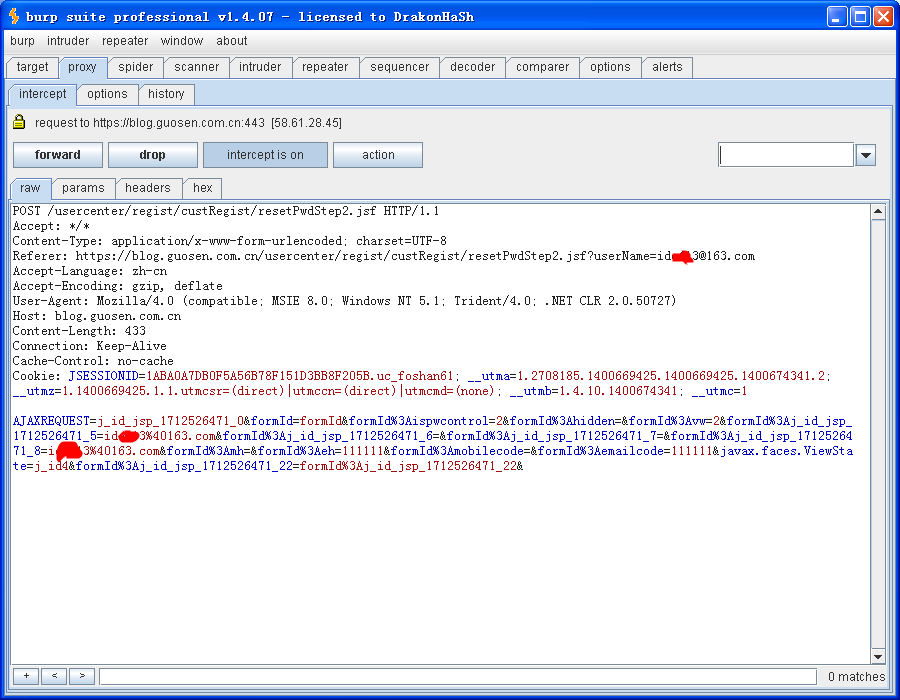 burp suite professional v1.4.07 - licensed to DrakonHaSh
burp intruder repeater window about
target proxy spider scanner intruder repeater sequencer decoder comparer options alerts
intercept options history
request to https://blog.guosen.com.cn:443 [58.61.28.45]
forward drop intercept is on action
raw params headers hex
POST /usercenter/regist/custRegist/resetPwdStep2.jsf HTTP/1.1
Accept: */*
Content-Type: application/x-www-form-urlencoded; charset=UTF-8
Referer: https://blog.guosen.com.cn/usercenter/regist/custRegist/resetPwdStep2.jsf?userName=id 3@163.com
Accept-Language: zh-cn
Accept-Encoding: gzip, deflate
User-Agent: Mozilla/4.0 (compatible; MSIE 8.0; Windows NT 5.1; Trident/4.0; .NET CLR 2.0.50727)
Host: blog.guosen.com.cn
Content-Length: 433
Connection: Keep-Alive
Cache-Control: no-cache
Cookie: JSESSIONID=1ABA0A7DB0F5A56B78F151D3BB8F205B.uc_foshan61; __utma=1.2708185.1400669425.1400669425.1400674341.2;
__utmz=1.1400669425.1.1.utmcsr=(direct)|utmccn=(direct)|utmcmd=(none); __utmb=1.4.10.1400674341; __utmc=1
AJAXREQUEST=j_id_jsp_1712526471_0&formId=formId&formId%3Aispwcontrol=2&formId%3Ahidden=&formId%3Avw=2&formId%3Aj_id_jsp_
1712526471_5=id 3%40163.com&formId%3Aj_id_jsp_1712526471_6=&formId%3Aj_id_jsp_1712526471_7=&formId%3Aj_id_jsp_17125264
71_8=i 3%40163.com&formId%3Amh=&formId%3Aeh=111111&formId%3Amobilecode=&formId%3Aemailcode=111111&javax.faces.ViewSta
te=j_id4&formId%3Aj_id_jsp_1712526471_22=formId%3Aj_id_jsp_1712526471_22&
+ < > 0 matches